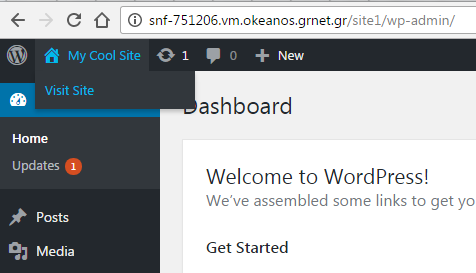 snf-751206.vm.okeanos.grnet.gr/site1/wp-admin/
My Cool Site 1 0 New
Visit Site
Dashboard
Home
Updates 1
Welcome to WordPress!
We've assembled some links to get yo
Posts
Get Started
Media